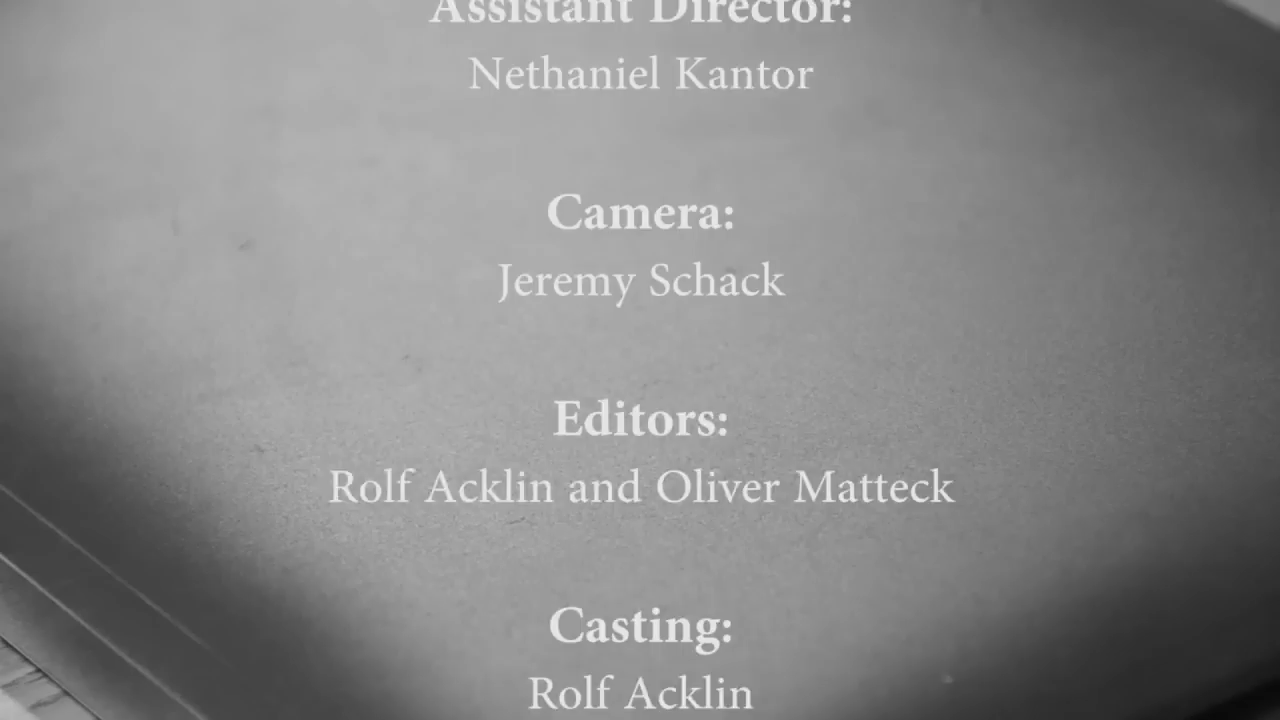 Assistant Director:
Nethaniel Kantor
Camera:
Jeremy Schack
Editors:
Rolf Acklin and Oliver Matteck
Casting:
Rolf Acklin